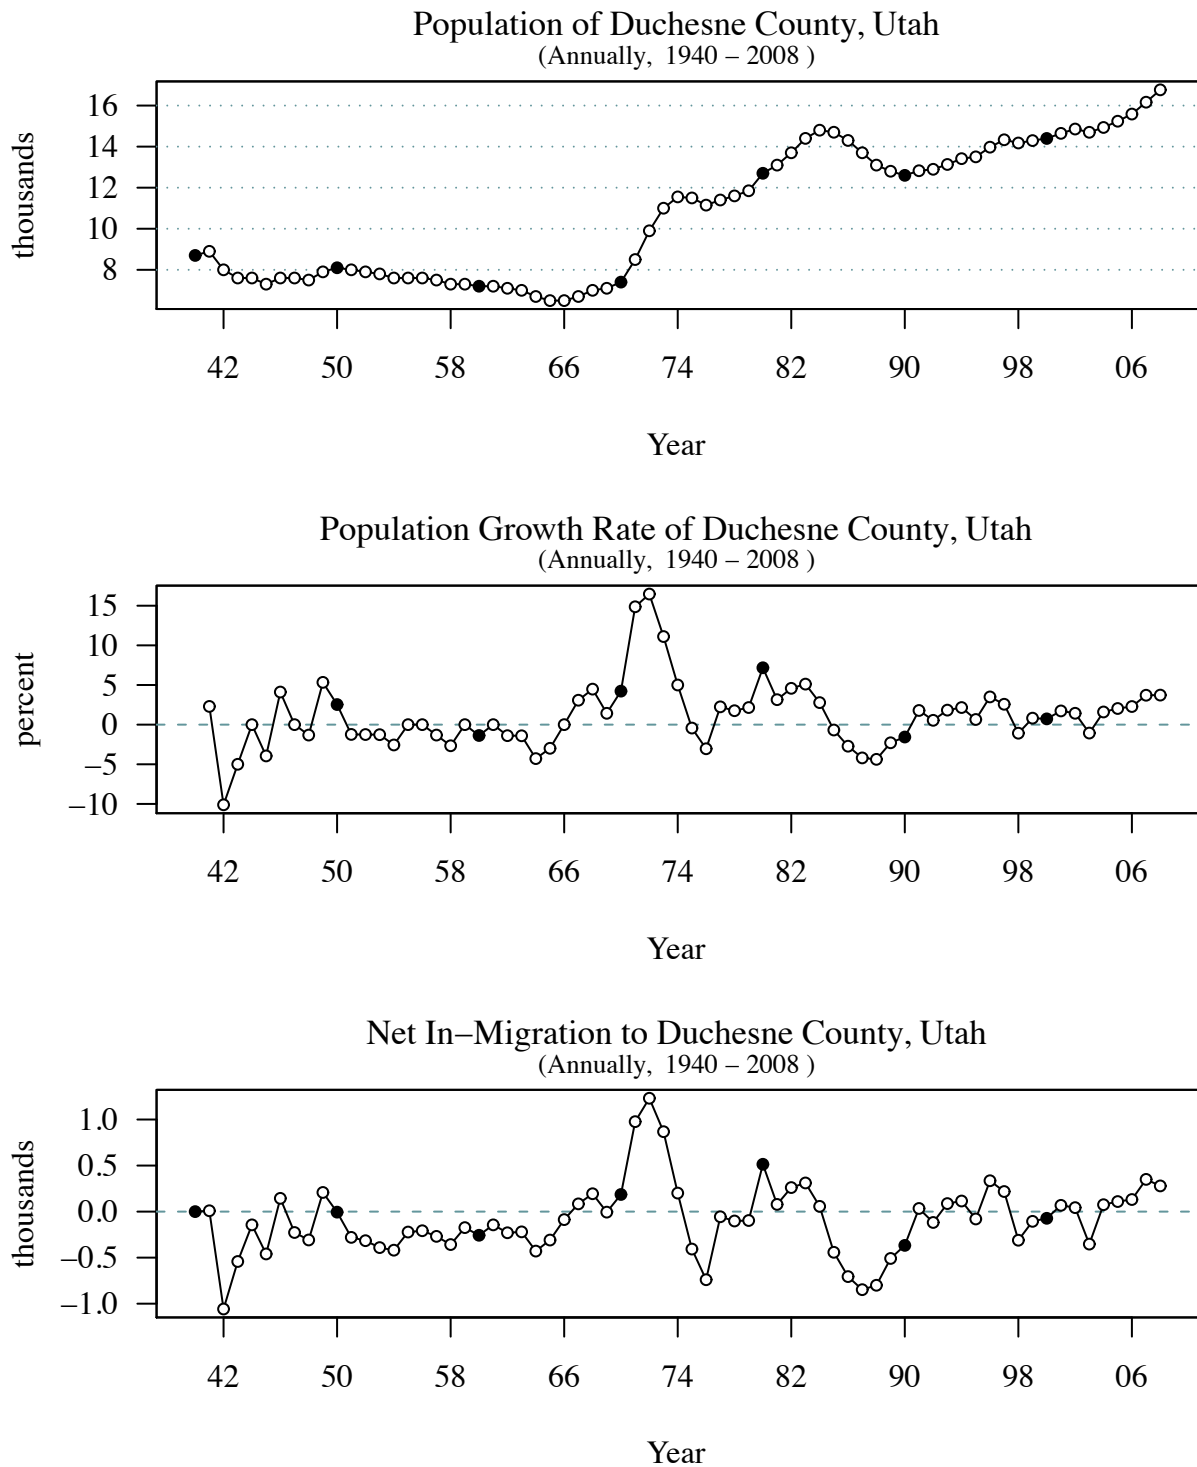 Population of Duchesne County, Utah
(Annually, 1940 – 2008 )
thousands
16
14
12
10
8
42 50 58 66 74 82 90 98 06
Year
Population Growth Rate of Duchesne County, Utah
(Annually, 1940 – 2008 )
percent
15
10
5
0
−5
−10
42 50 58 66 74 82 90 98 06
Year
Net In−Migration to Duchesne County, Utah
(Annually, 1940 – 2008 )
thousands
1.0
0.5
0.0
−0.5
−1.0
42 50 58 66 74 82 90 98 06
Year